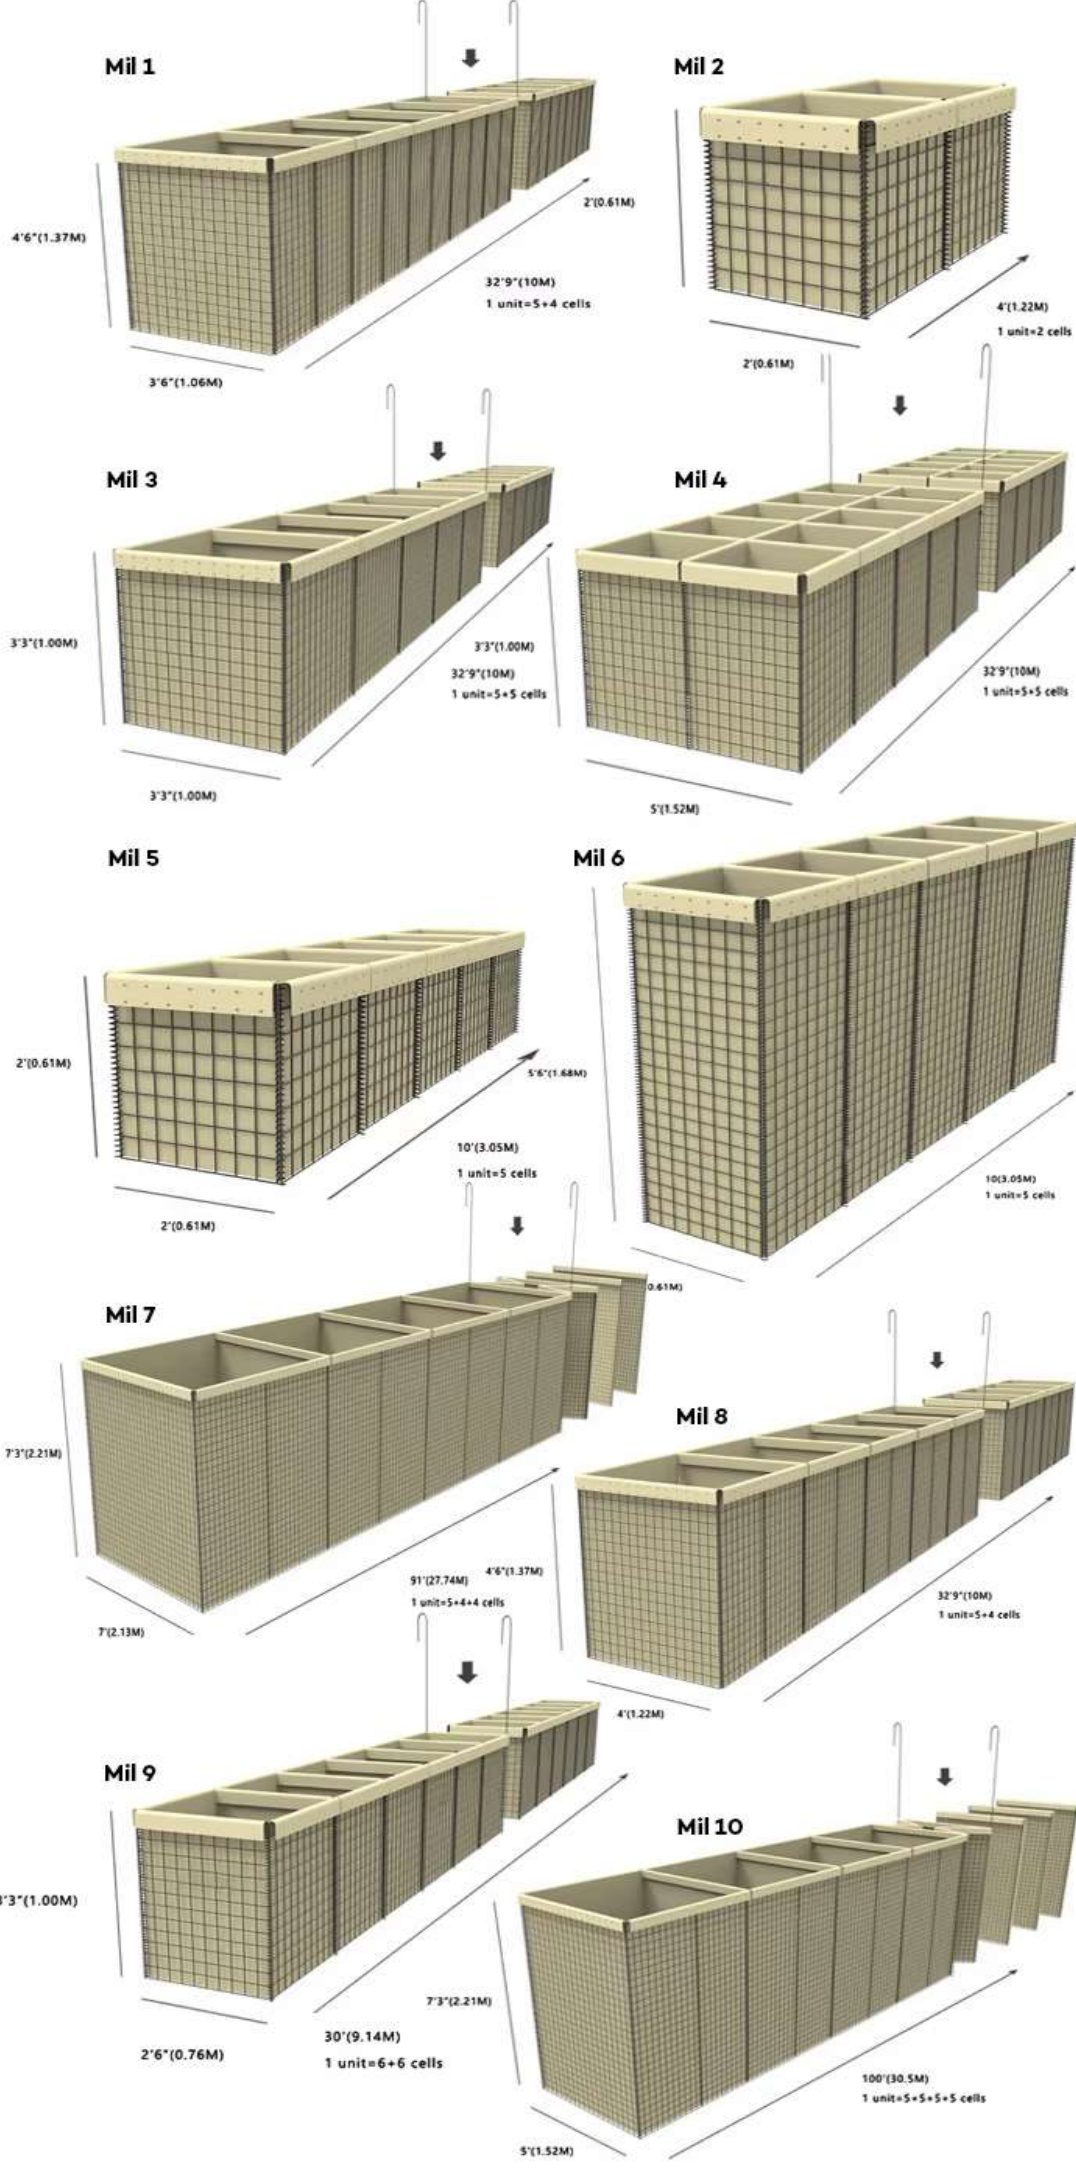 Mil 1
Mil 2
2'(0.61M)
4'6"(1.37M)
32'9"(10M)
1 unit=5+4 cells
3'6"(1.06M)
4'(1.22M)
1 unit=2 cells
2'(0.61M)
Mil 3
Mil 4
3'3"(1.00M)
3'3"(1.00M)
32'9"(10M)
1 unit=5+5 cells
32'9"(10M)
1 unit=5+5 cells
3'3"(1.00M)
5'(1.52M)
Mil 5
Mil 6
2'(0.61M)
5'6"(1.68M)
10'(3.05M)
1 unit=5 cells
10(3.05M)
1 unit=5 cells
2'(0.61M)
0.61M)
Mil 7
Mil 8
7'3"(2.21M)
91'(27.74M)
1 unit=5+4+4 cells
4'6"(1.37M)
32'9"(10M)
1 unit=5+4 cells
7'(2.13M)
4'(1.22M)
Mil 9
Mil 10
3'3"(1.00M)
7'3"(2.21M)
30'(9.14M)
1 unit=6+6 cells
2'6"(0.76M)
100'(30.5M)
1 unit=5+5+5+5 cells
5'(1.52M)